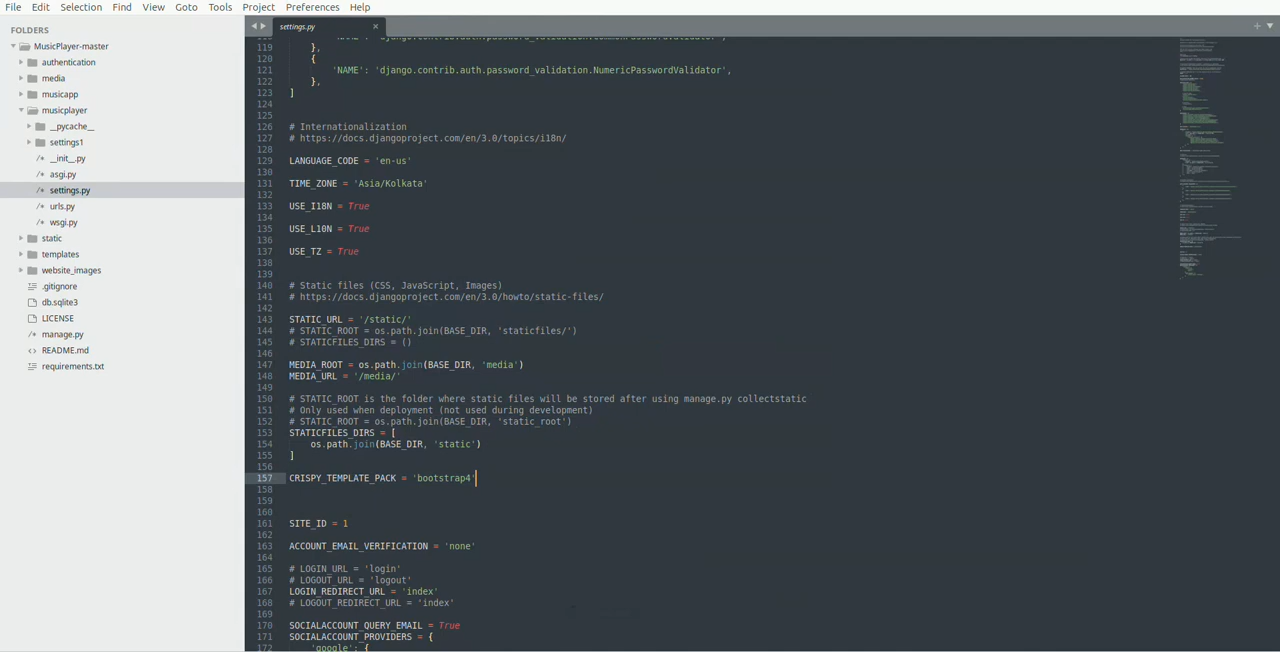 File Edit Selection Find View Goto Tools Project Preferences Help
FOLDERS
MusicPlayer-master
authentication
media
musicapp
musicplayer
__pycache__
settings1
__init__.py
asgi.py
settings.py
urls.py
wsgi.py
static
templates
website_images
.gitignore
db.sqlite3
LICENSE
manage.py
README.md
requirements.txt
settings.py ×
119 },
120 {
121 'NAME': 'django.contrib.auth.password_validation.NumericPasswordValidator',
122 },
123 ]
124
125
126 # Internationalization
127 # https://docs.djangoproject.com/en/3.0/topics/i18n/
128
129 LANGUAGE_CODE = 'en-us'
130
131 TIME_ZONE = 'Asia/Kolkata'
132
133 USE_I18N = True
134
135 USE_L10N = True
136
137 USE_TZ = True
138
139
140 # Static files (CSS, JavaScript, Images)
141 # https://docs.djangoproject.com/en/3.0/howto/static-files/
142
143 STATIC_URL = '/static/'
144 # STATIC_ROOT = os.path.join(BASE_DIR, 'staticfiles/')
145 # STATICFILES_DIRS = ()
146
147 MEDIA_ROOT = os.path.join(BASE_DIR, 'media')
148 MEDIA_URL = '/media/'
149
150 # STATIC_ROOT is the folder where static files will be stored after using manage.py collectstatic
151 # Only used when deployment (not used during development)
152 # STATIC_ROOT = os.path.join(BASE_DIR, 'static_root')
153 STATICFILES_DIRS = [
154 os.path.join(BASE_DIR, 'static')
155 ]
156
157 CRISPY_TEMPLATE_PACK = 'bootstrap4'
158
159
160
161 SITE_ID = 1
162
163 ACCOUNT_EMAIL_VERIFICATION = 'none'
164
165 # LOGIN_URL = 'login'
166 # LOGOUT_URL = 'logout'
167 LOGIN_REDIRECT_URL = 'index'
168 # LOGOUT_REDIRECT_URL = 'index'
169
170 SOCIALACCOUNT_QUERY_EMAIL = True
171 SOCIALACCOUNT_PROVIDERS = {
172 'google': {